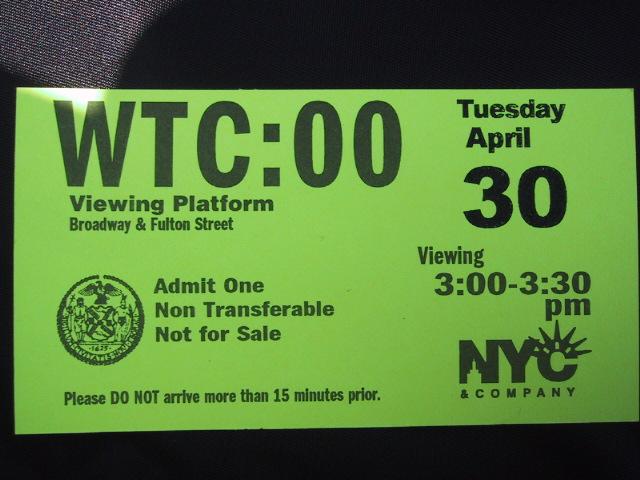 WTC:00
Viewing Platform
Broadway & Fulton Street
Tuesday
April
30
Viewing
3:00-3:30
pm
Admit One
Non Transferable
Not for Sale
Please DO NOT arrive more than 15 minutes prior.
NYC
& COMPANY